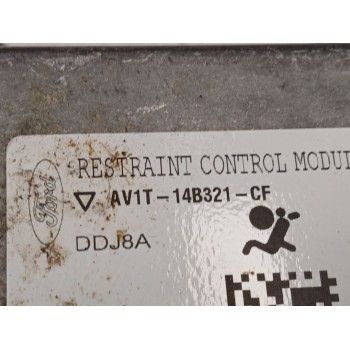 RESTRAINT CONTROL MODUL
Ford
AV1T-14B321-CF
DDJ8A